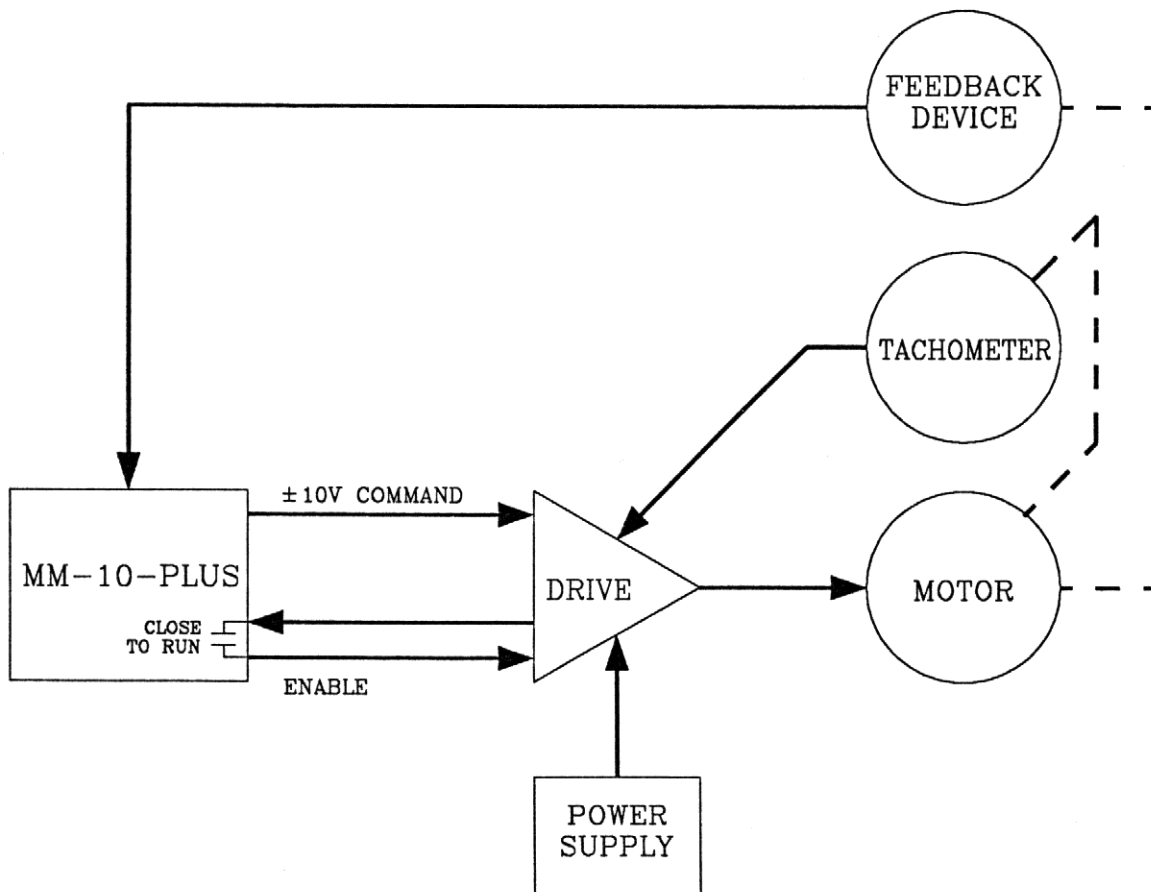 FEEDBACK
DEVICE
TACHOMETER
±10V COMMAND
MM-10-PLUS
DRIVE
MOTOR
CLOSE
TO RUN
ENABLE
POWER
SUPPLY